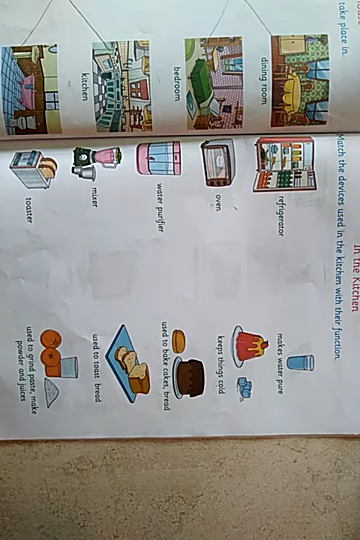 take place in.
dining room
bedroom
kitchen
In the Kitchen
Match the devices used in the kitchen with their function.
refrigerator
makes water pure
oven
keeps things cold
water purifier
used to bake cakes, bread
mixer
used to toast bread
toaster
used to grind paste, make
powder and juices